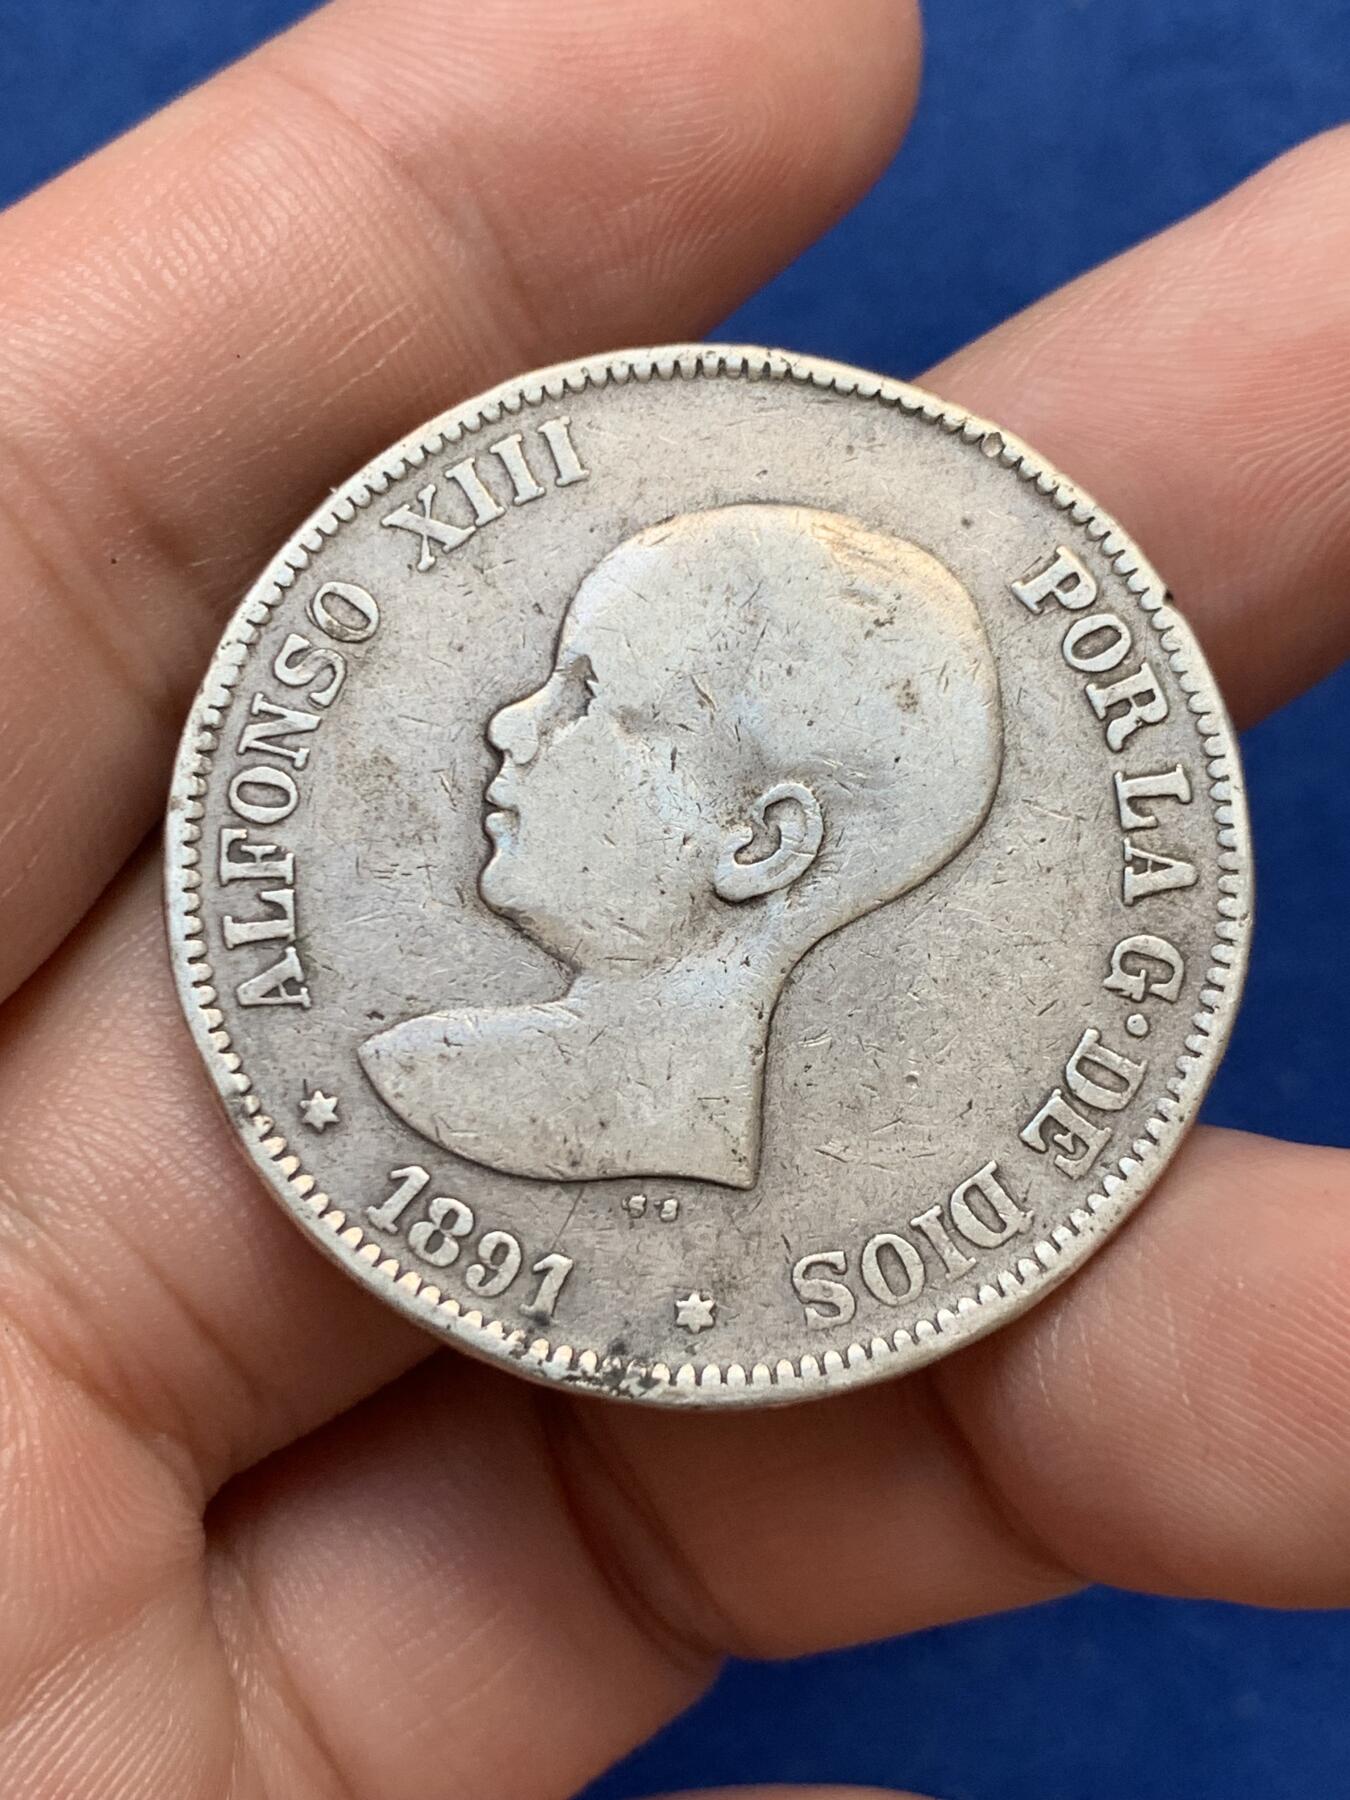 ALFONSO XIII
POR LA G·DE DIOS
1891